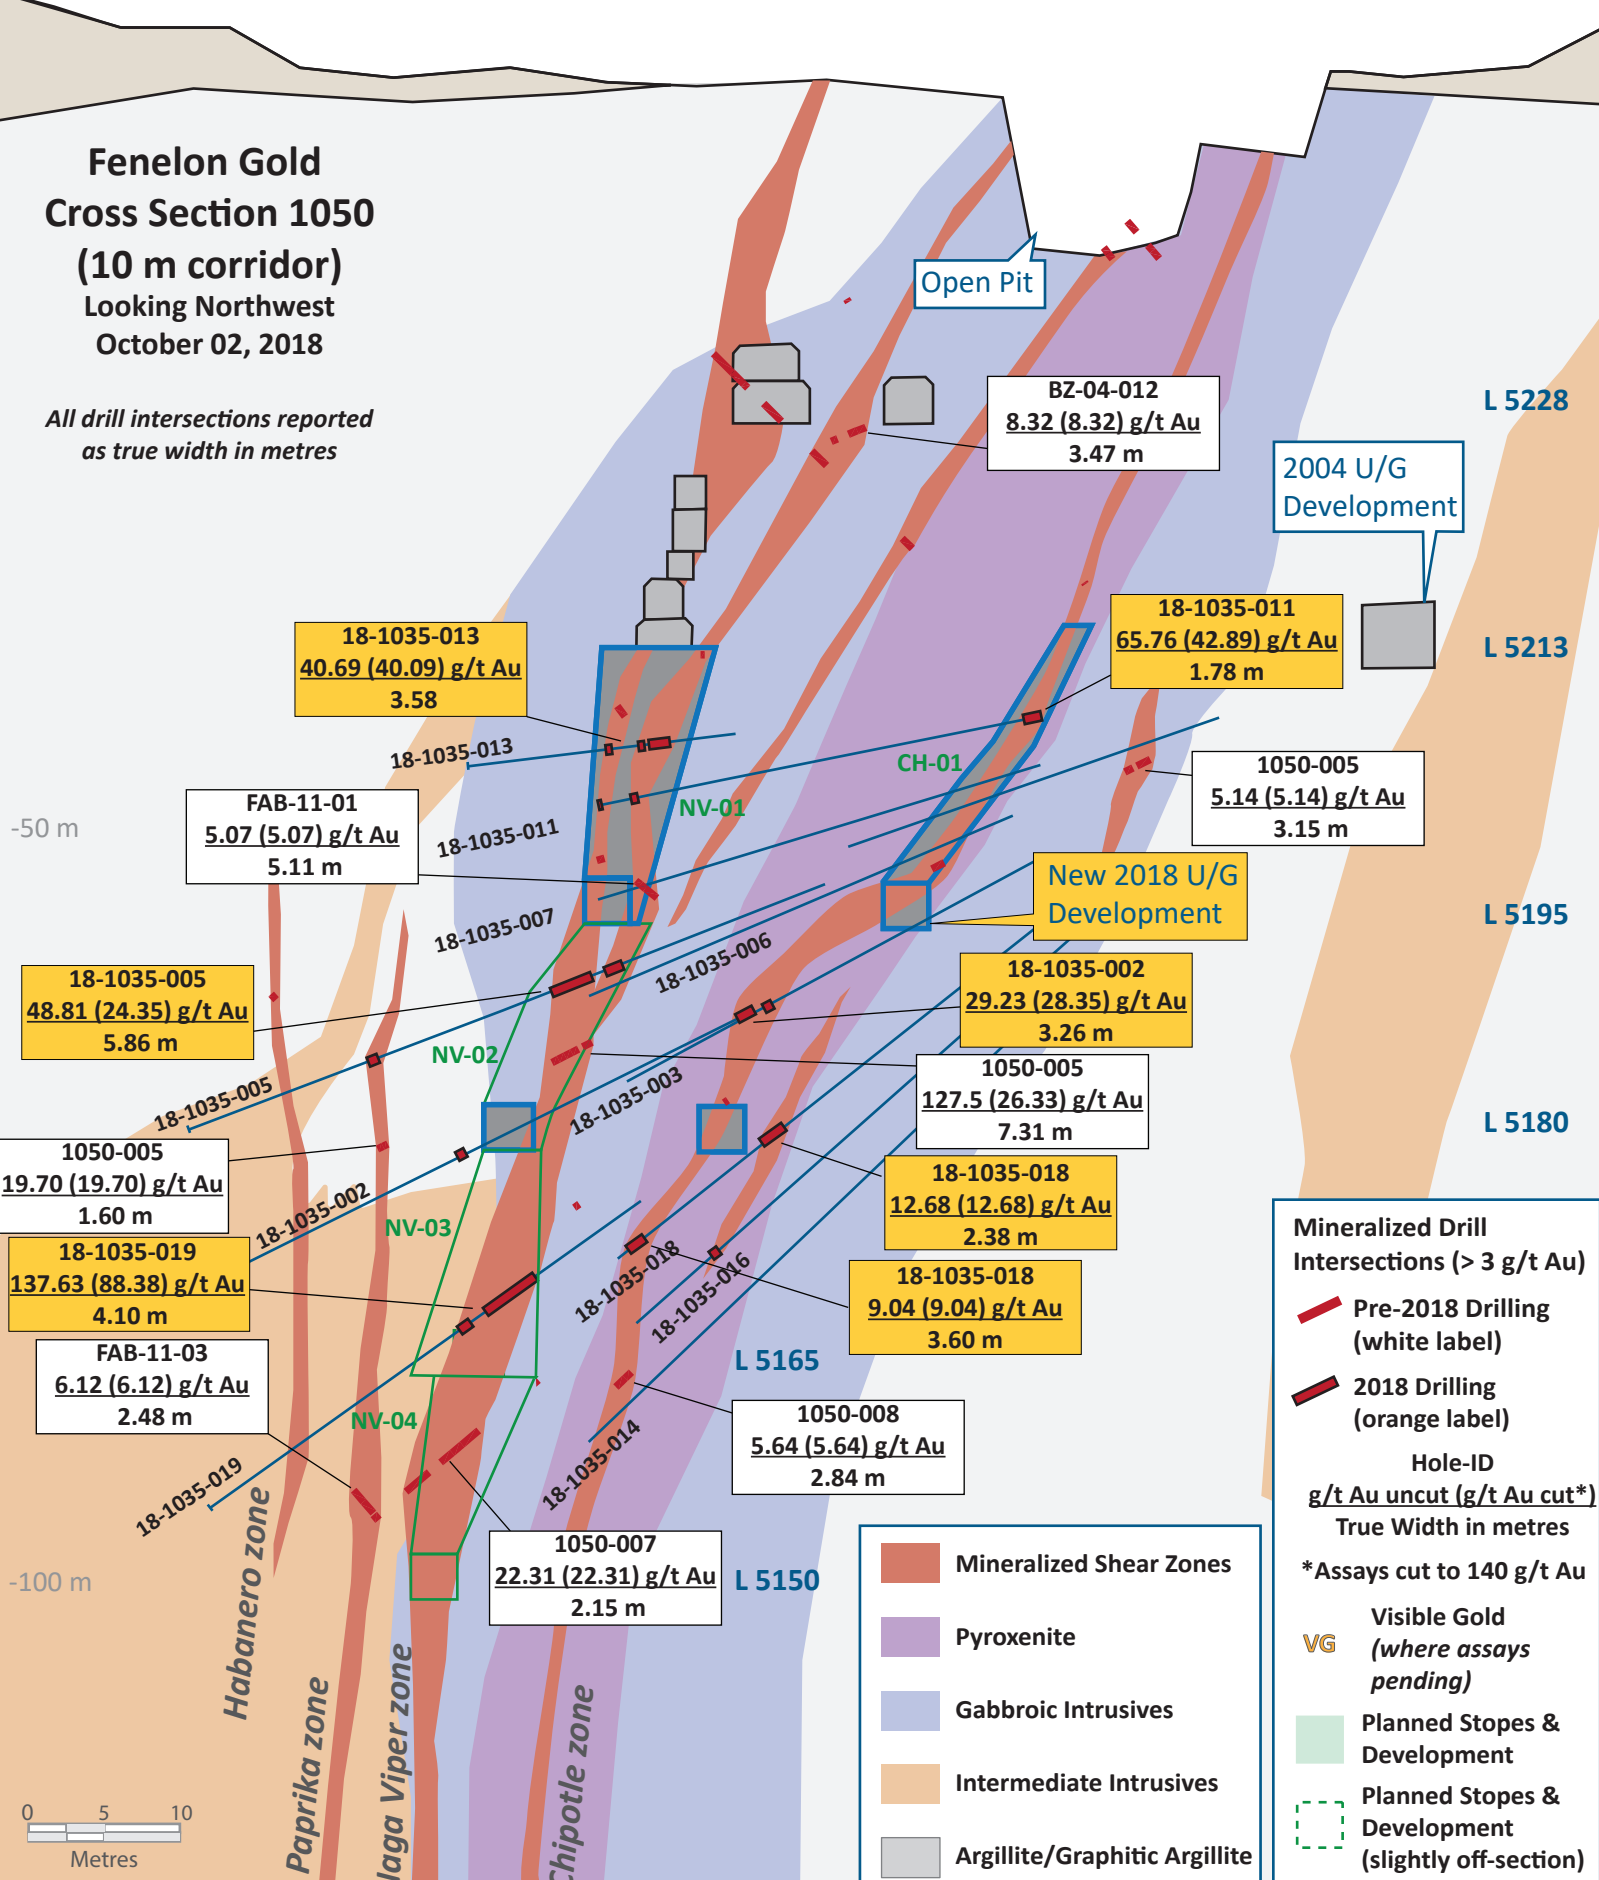 Fenelon Gold
Cross Section 1050
(10 m corridor)
Looking Northwest
October 02, 2018
All drill intersections reported
as true width in metres
Open Pit
BZ-04-012
8.32 (8.32) g/t Au
3.47 m
L 5228
2004 U/G
Development
18-1035-013
40.69 (40.09) g/t Au
3.58
18-1035-011
65.76 (42.89) g/t Au
1.78 m
L 5213
18-1035-013
CH-01
1050-005
5.14 (5.14) g/t Au
3.15 m
FAB-11-01
5.07 (5.07) g/t Au
5.11 m
NV-01
-50 m
18-1035-011
New 2018 U/G
Development
L 5195
18-1035-007
18-1035-006
18-1035-005
48.81 (24.35) g/t Au
5.86 m
18-1035-002
29.23 (28.35) g/t Au
3.26 m
NV-02
1050-005
127.5 (26.33) g/t Au
7.31 m
18-1035-005
18-1035-003
L 5180
1050-005
19.70 (19.70) g/t Au
1.60 m
18-1035-018
12.68 (12.68) g/t Au
2.38 m
18-1035-002
NV-03
18-1035-019
137.63 (88.38) g/t Au
4.10 m
18-1035-018
18-1035-016
18-1035-018
9.04 (9.04) g/t Au
3.60 m
FAB-11-03
6.12 (6.12) g/t Au
2.48 m
L 5165
NV-04
1050-008
5.64 (5.64) g/t Au
2.84 m
18-1035-019
18-1035-014
1050-007
22.31 (22.31) g/t Au
2.15 m
L 5150
-100 m
Habanero zone
Paprika zone
Viper zone
Chipotle zone
0 5 10
Metres
Mineralized Shear Zones
Pyroxenite
Gabbroic Intrusives
Intermediate Intrusives
Argillite/Graphitic Argillite
Mineralized Drill
Intersections (> 3 g/t Au)
Pre-2018 Drilling
(white label)
2018 Drilling
(orange label)
Hole-ID
g/t Au uncut (g/t Au cut*)
True Width in metres
*Assays cut to 140 g/t Au
VG
Visible Gold
(where assays
pending)
Planned Stopes &
Development
Planned Stopes &
Development
(slightly off-section)